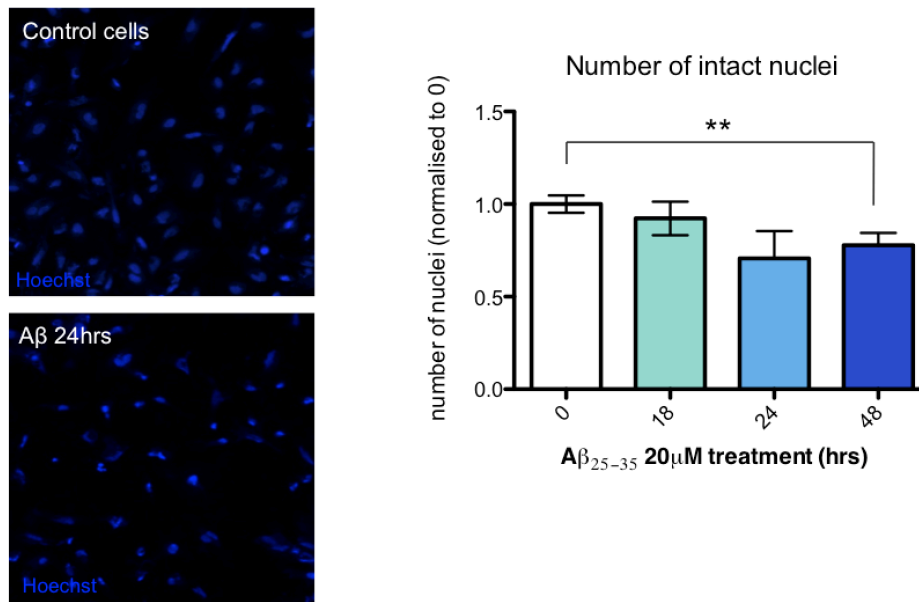 Control cells
Hoechst
Aβ 24hrs
Hoechst
Number of intact nuclei
number of nuclei (normalised to 0)
1.5
1.0
0.5
0.0
**
0
18
24
48
Aβ₂₅₋₃₅ 20μM treatment (hrs)